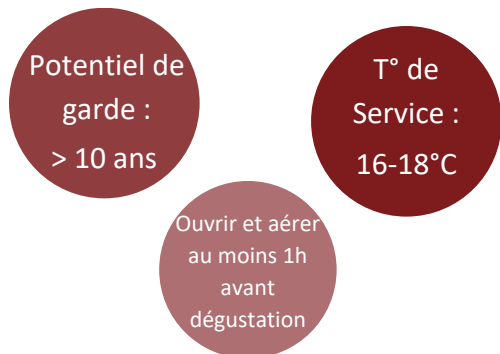 Potentiel de
garde :
> 10 ans
T° de
Service :
16-18°C
Ouvrir et aérer
au moins 1h
avant
dégustation